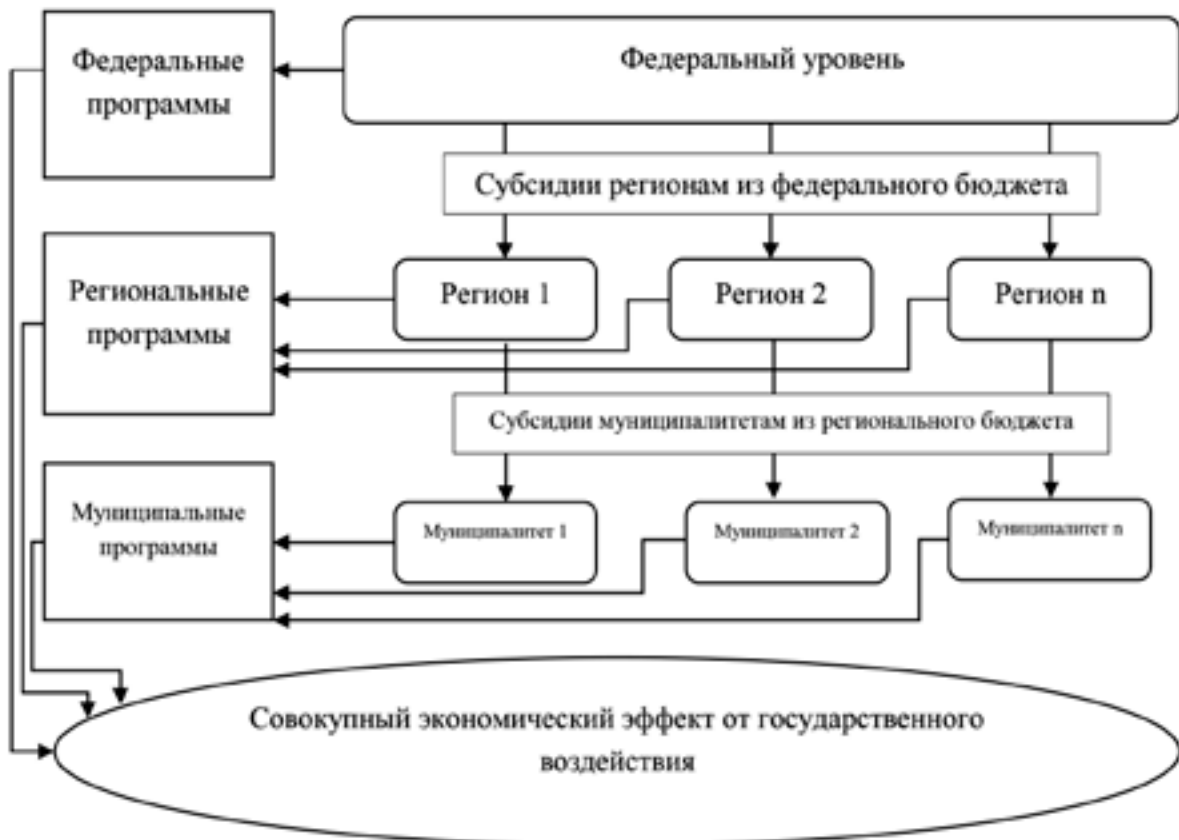 Федеральные
программы
Федеральный уровень
Субсидии регионам из федерального бюджета
Региональные
программы
Регион 1
Регион 2
Регион n
Субсидии муниципалитетам из регионального бюджета
Муниципальные
программы
Муниципалитет 1
Муниципалитет 2
Муниципалитет n
Совокупный экономический эффект от государственного
воздействия